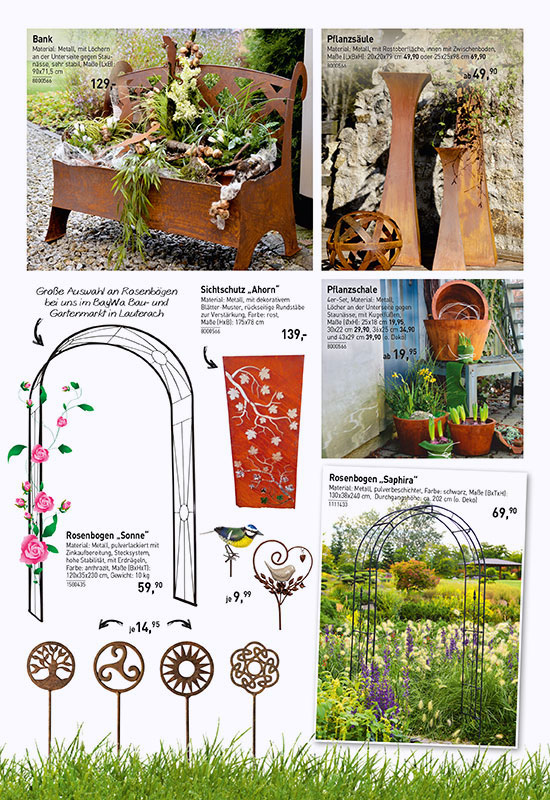 Bank
Material: Metall, mit Löchern
an der Unterseite gegen Stau-
nässe, sehr stabil, Maße (LxB)
90x71,5 cm
8000566
129,-
Pflanzsäule
Material: Metall, mit Rostoberfläche, innen mit Zwischenboden,
Maße (LxBxH): 20x20x79 cm 49,90 oder 25x25x98 cm 69,90
8000566
ab 49,90
Große Auswahl an Rosenbögen
bei uns im BayWa Bau- und
Gartenmarkt in Lauterach
Sichtschutz „Ahorn“
Material: Metall, mit dekorativem
Blätter-Muster, rückseitige Rundstäbe
zur Verstärkung, Farbe: rost,
Maße (HxB): 175x78 cm
8008566
139,-
Pflanzschale
4er-Set, Material: Metall,
Löcher an der Unterseite gegen
Staunässe, mit Kugelfüßen,
Maße (ØxH): 25x18 cm 19,95,
30x22 cm 29,90, 36x25 cm 34,90
und 43x29 cm 39,90 (o. Deko)
8000566
ab 19,95
Rosenbogen „Sonne“
Material: Metall, pulverlackiert mit
Zinkaufbereitung, Stecksystem,
hohe Stabilität, mit Erdnägeln,
Farbe: anthrazit, Maße (BxHxT):
120x35x230 cm, Gewicht: 10 kg
1500435
59,90
je 9,99
je 14,95
Rosenbogen „Saphira“
Material: Metall, pulverbeschichtet, Farbe: schwarz, Maße (BxTxH):
130x38x240 cm, Durchgangshöhe: ca. 202 cm (o. Deko)
1111433
69,90